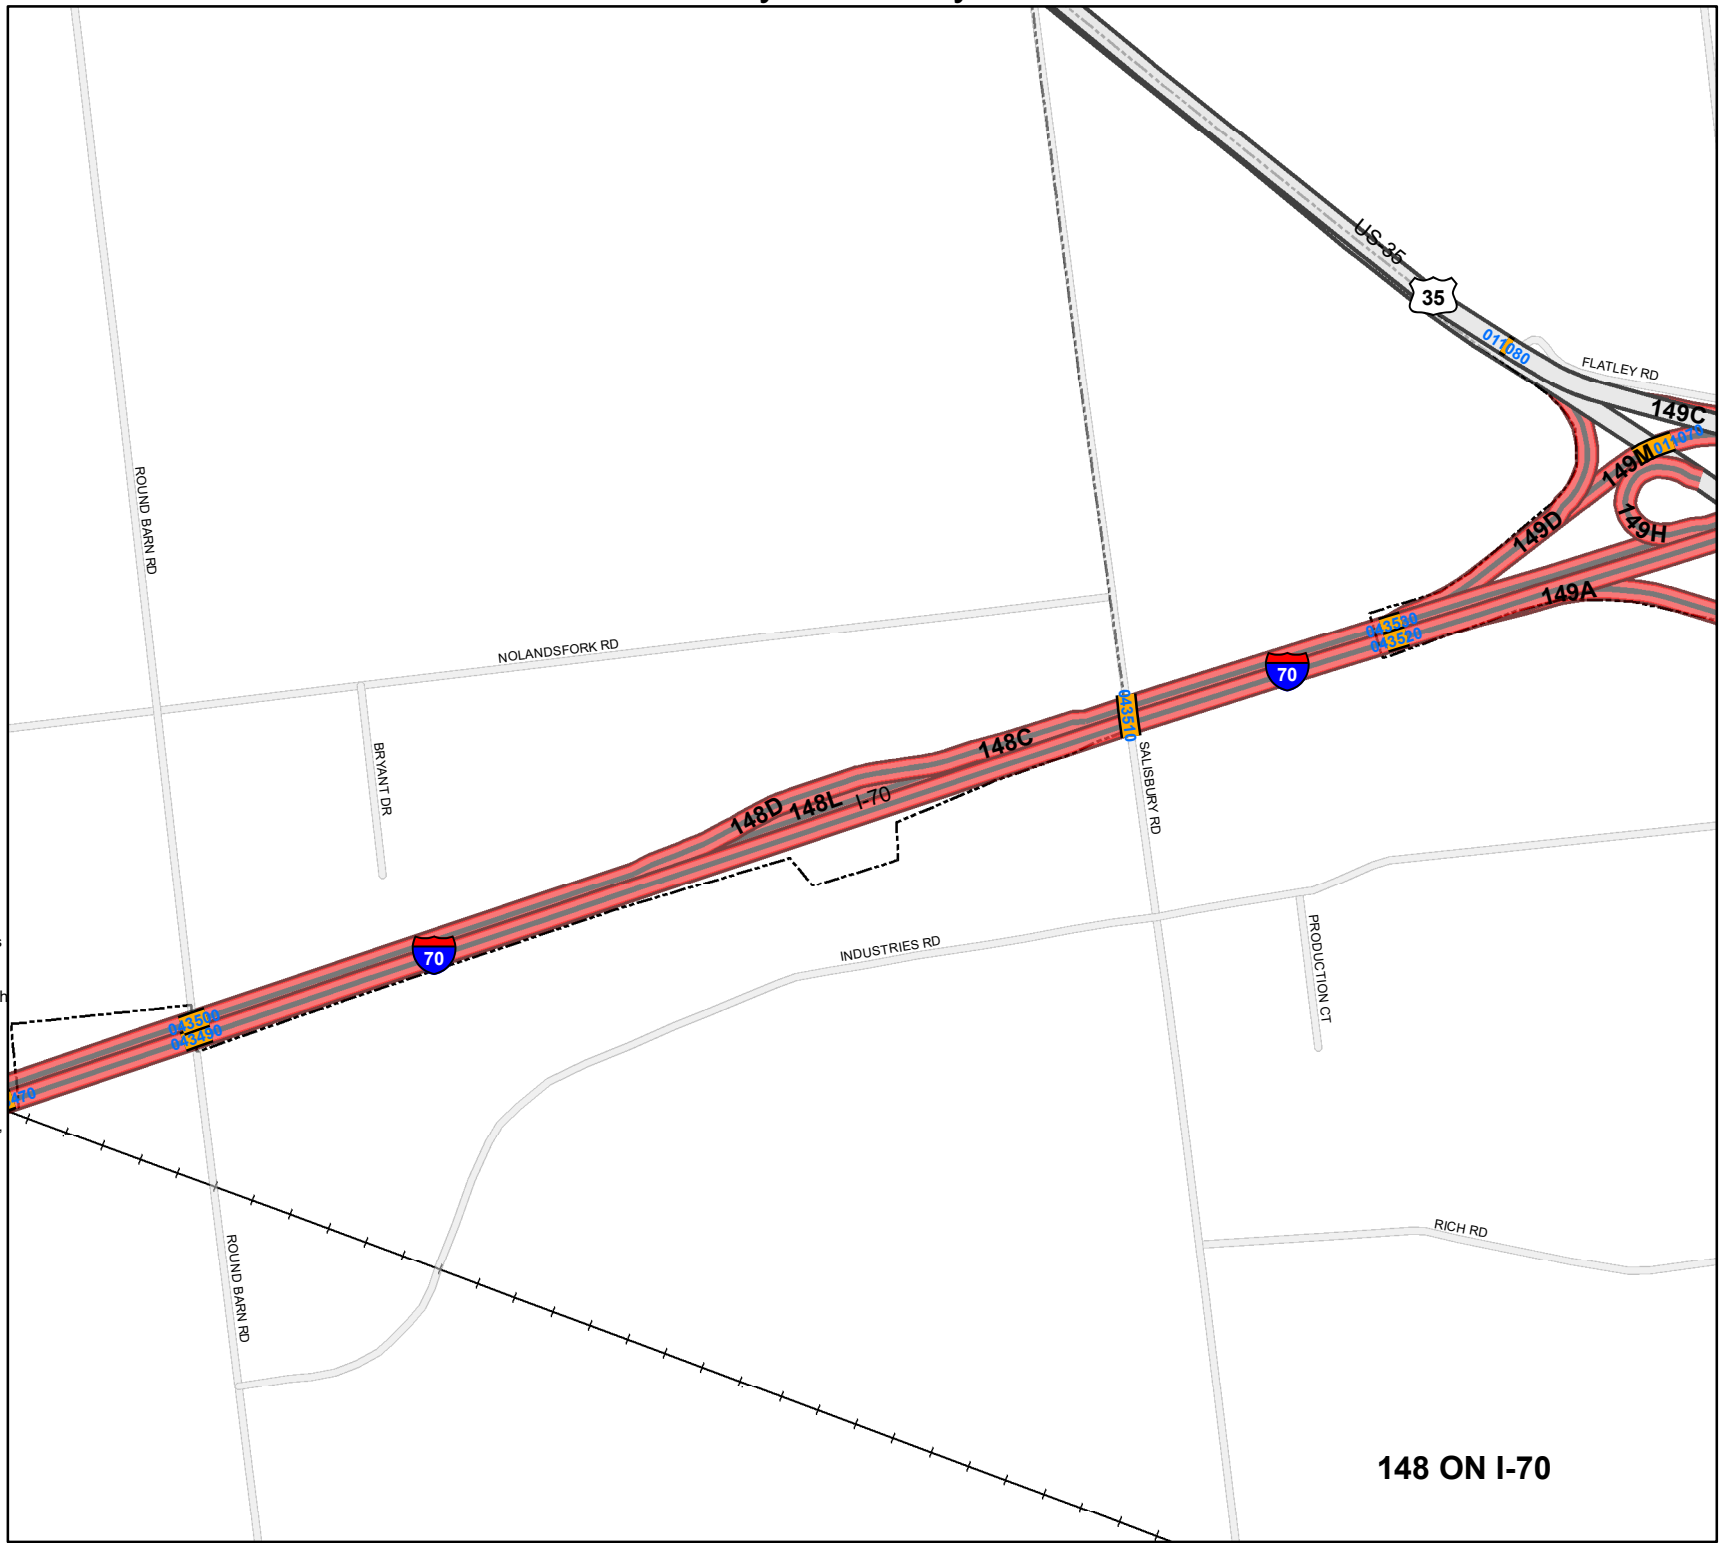 US 35
35
011080
FLATLEY RD
149C
011078
149M
ROUND BARN RD
149H
149D
149A
043530
043520
NOLANDSFORK RD
70
043510
148C
BRYANT DR
SALISBURY RD
148D
148L
I-70
PRODUCTION CT
INDUSTRIES RD
70
043500
043490
470
RICH RD
ROUND BARN RD
148 ON I-70